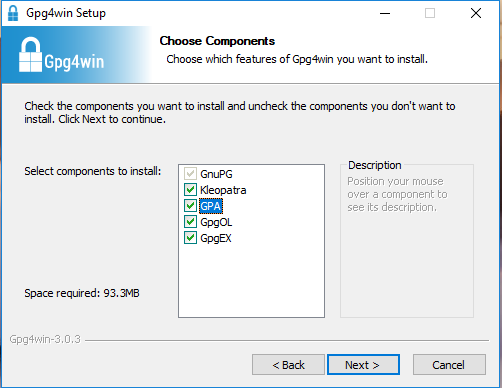 Gpg4win Setup
Gpg4win
Choose Components
Choose which features of Gpg4win you want to install.
Check the components you want to install and uncheck the components you don't want to
install. Click Next to continue.
Select components to install:
GnuPG
Kleopatra
GPA
GpgOL
GpgEX
Description
Position your mouse
over a component to
see its description.
Space required: 93.3MB
Gpg4win-3.0.3
< Back
Next >
Cancel